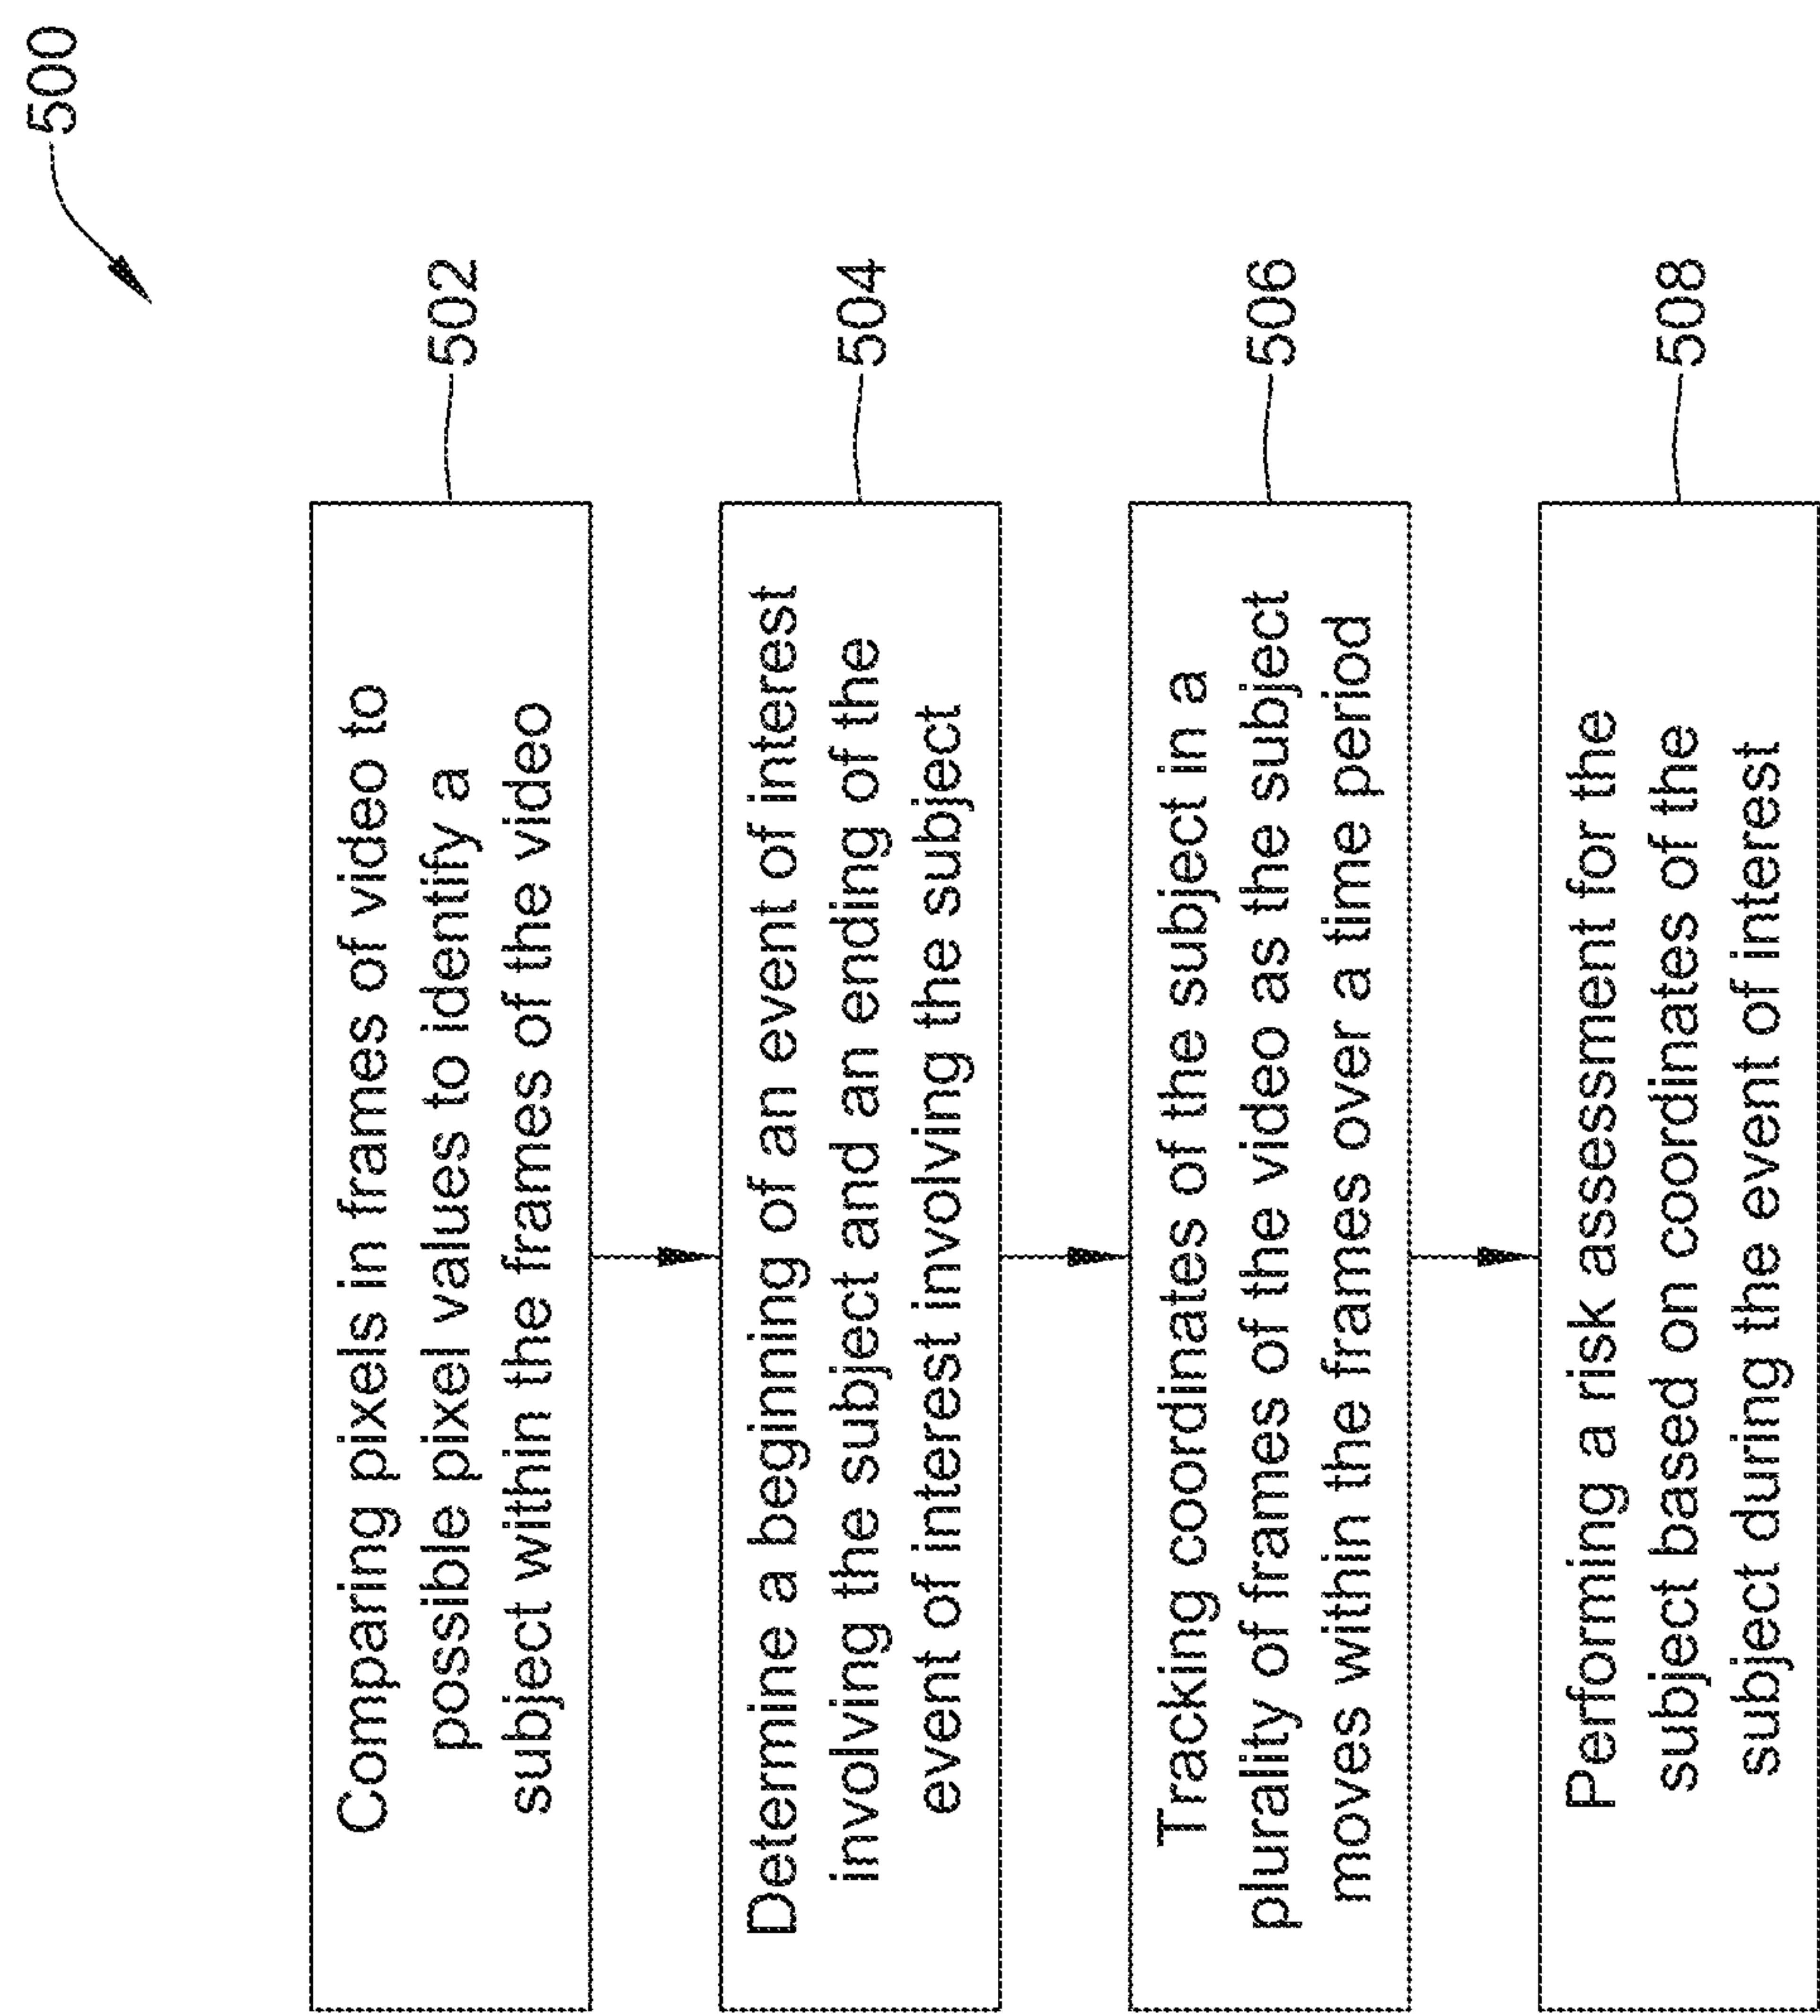 500
Comparing pixels in frames of video to
possible pixel values to identify a
subject within the frames of the video
502
Determine a beginning of an event of interest
involving the subject and an ending of the
event of interest involving the subject
504
Tracking coordinates of the subject in a
plurality of frames of the video as the subject
moves within the frames over a time period
506
Performing a risk assessment for the
subject based on coordinates of the
subject during the event of interest
508